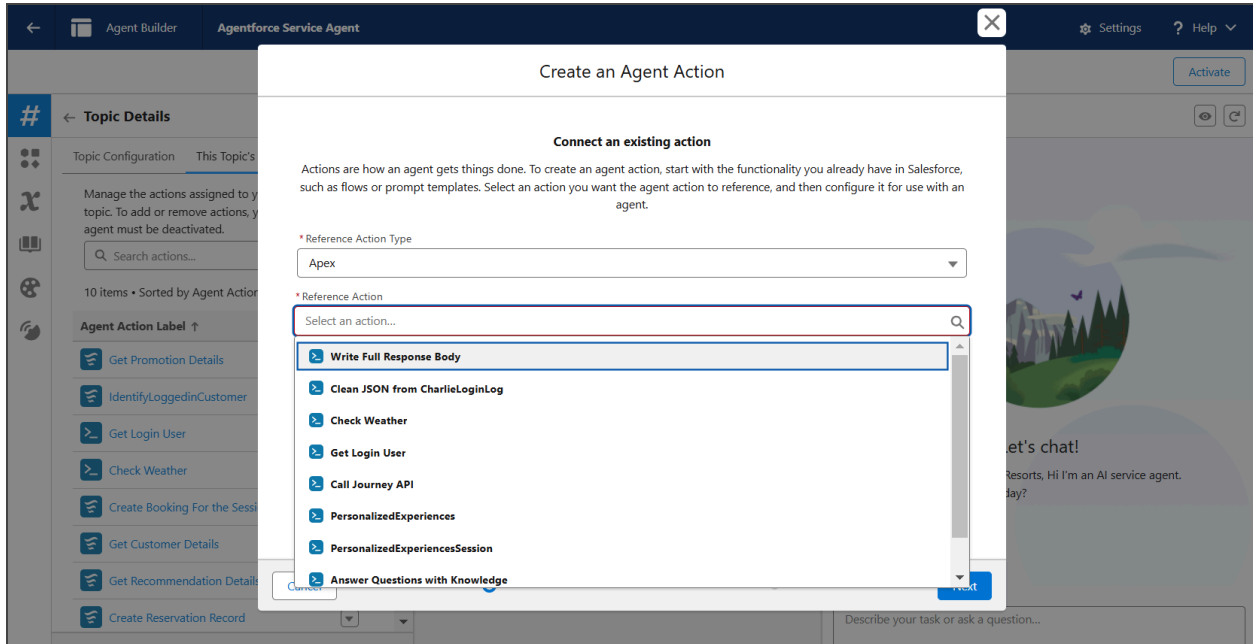 Agent Builder
Agentforce Service Agent
Settings
? Help
Create an Agent Action
Activate
#
Topic Details
Topic Configuration
This Topic's
Manage the actions assigned to y
topic. To add or remove actions, y
agent must be deactivated.
Search actions...
10 items • Sorted by Agent Action
Agent Action Label ↑
Get Promotion Details
IdentifyLoggedinCustomer
Get Login User
Check Weather
Create Booking For the Sessi
Get Customer Details
Get Recommendation Details
Create Reservation Record
Connect an existing action
Actions are how an agent gets things done. To create an agent action, start with the functionality you already have in Salesforce,
such as flows or prompt templates. Select an action you want the agent action to reference, and then configure it for use with an
agent.
* Reference Action Type
Apex
* Reference Action
Select an action...
Write Full Response Body
Clean JSON from CharlieLoginLog
Check Weather
Get Login User
Call Journey API
PersonalizedExperiences
PersonalizedExperiencesSession
Answer Questions with Knowledge
Cancel
Next
et's chat!
Resorts, Hi I'm an AI service agent.
day?
Describe your task or ask a question...